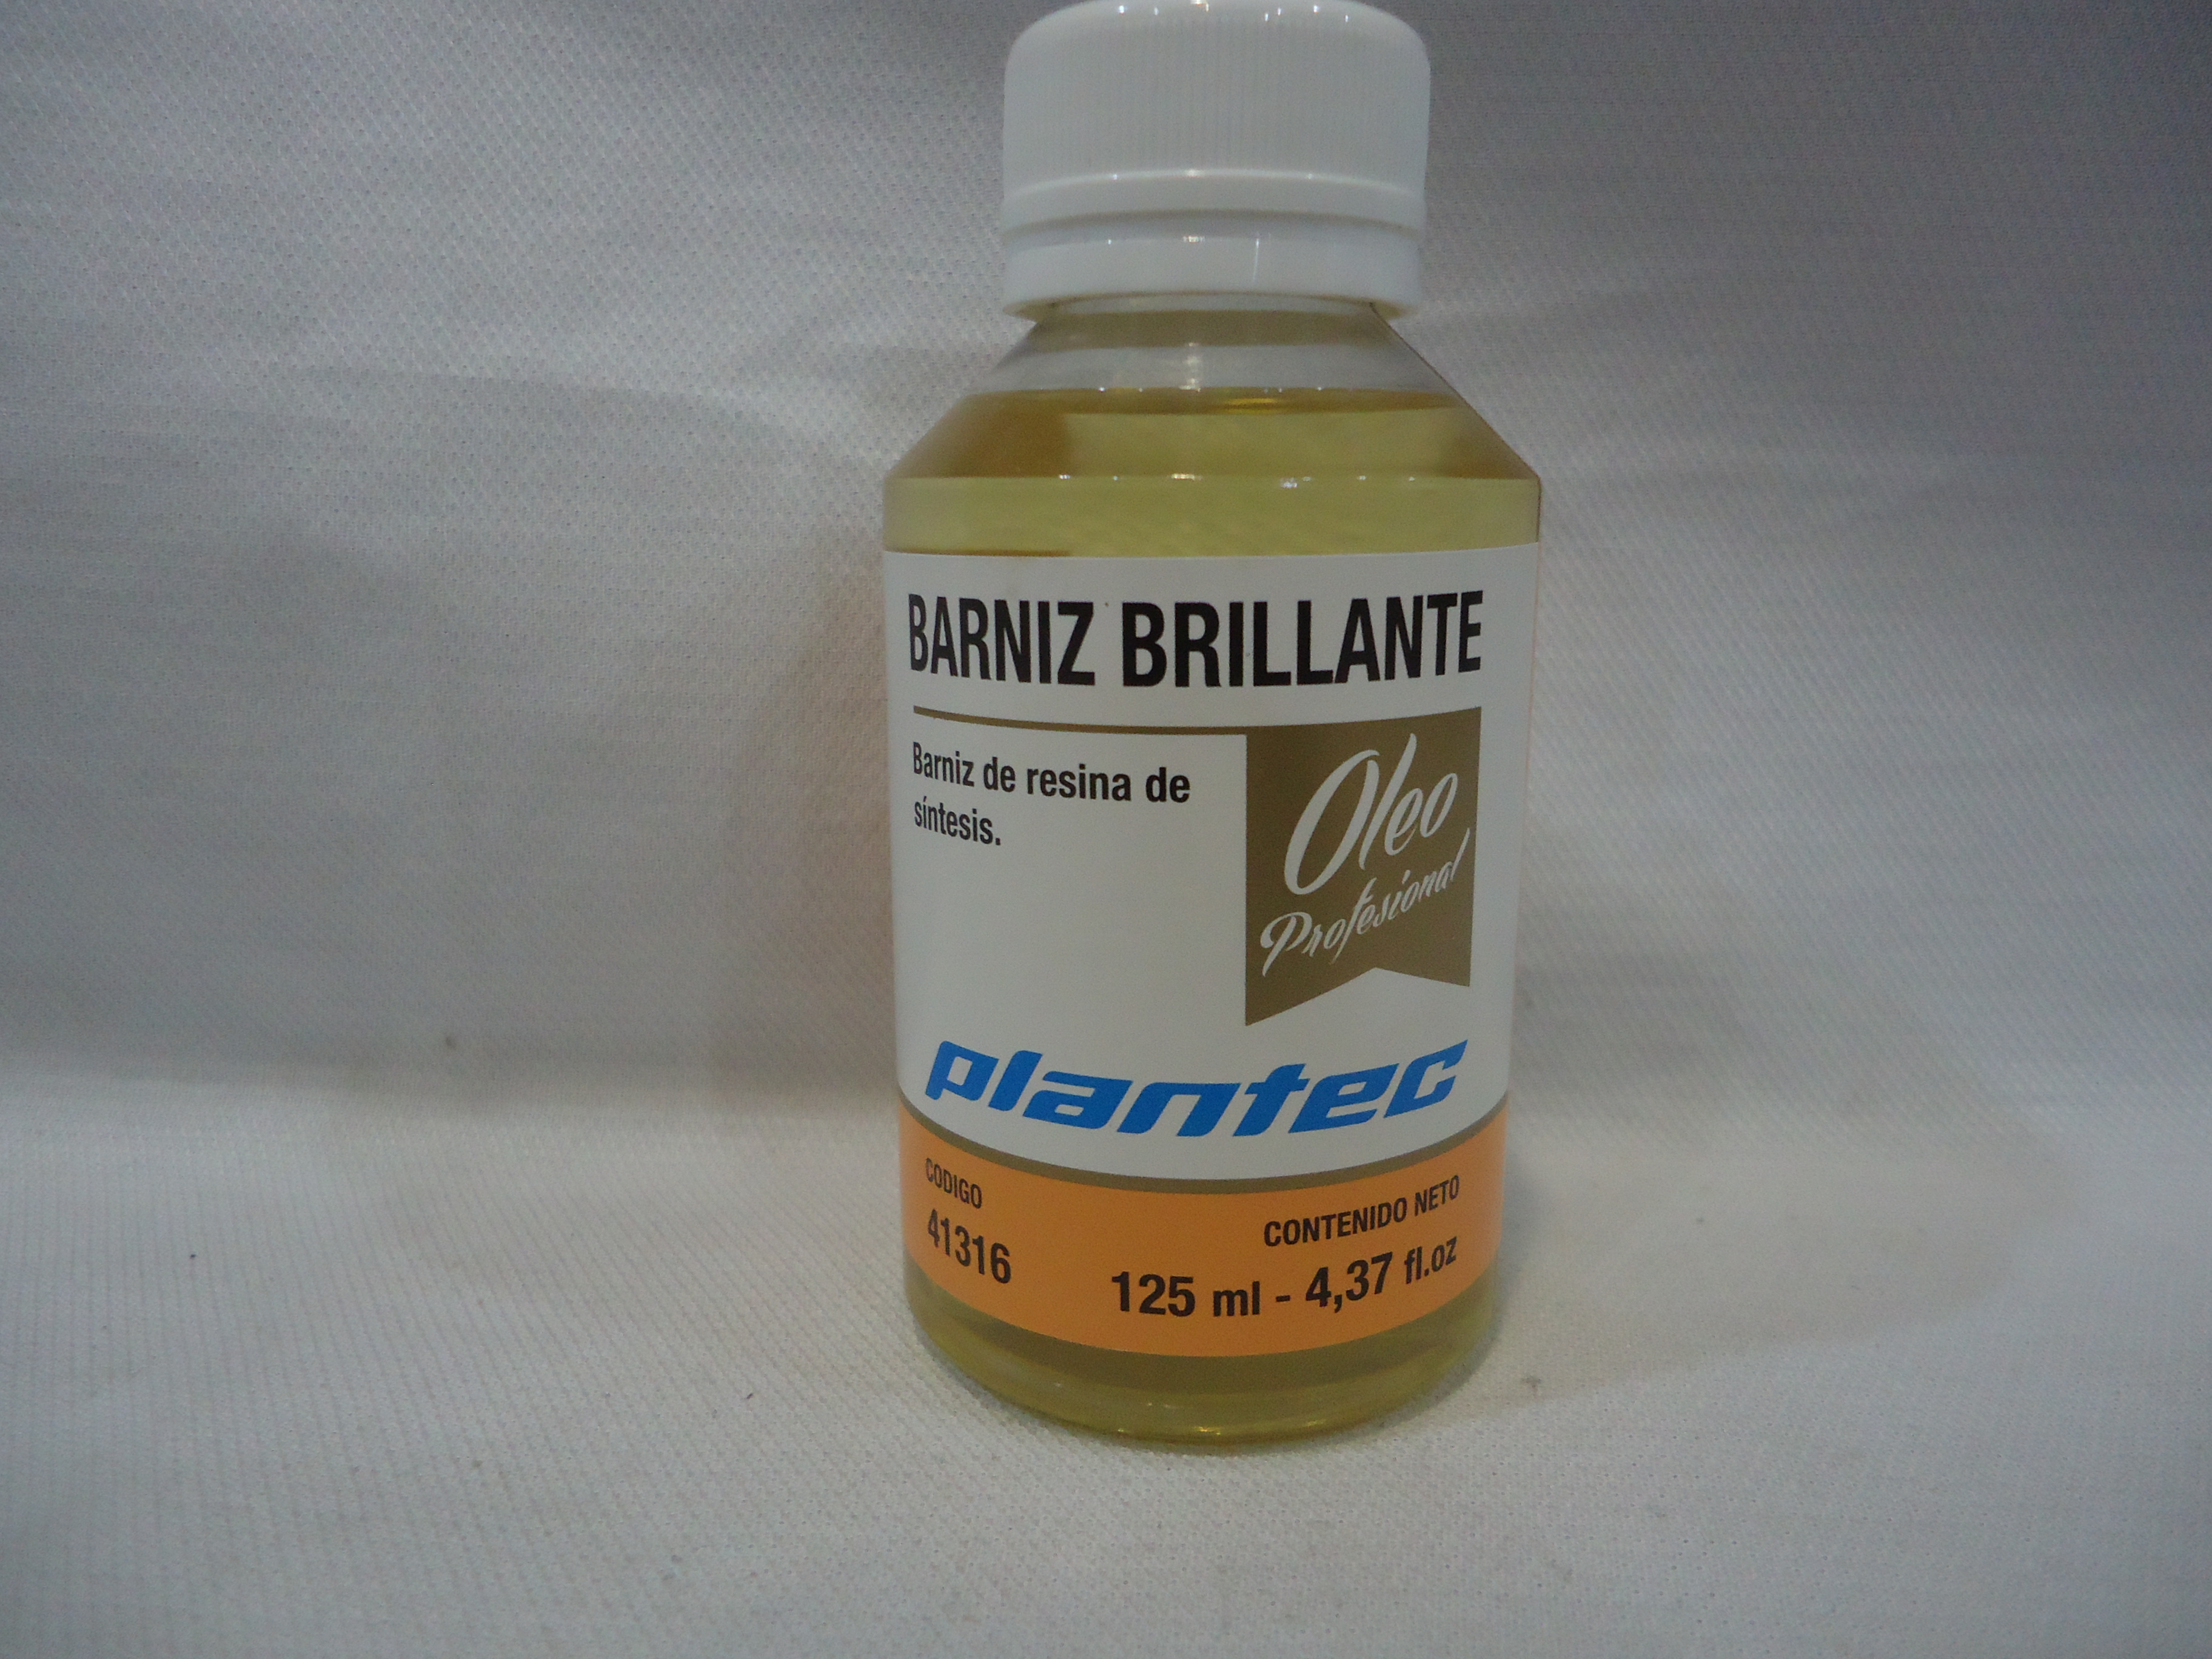 BARNIZ BRILLANTE
Barniz de resina de
síntesis.
Oleo
Profesional
plantec
CODIGO
41316
CONTENIDO NETO
125 ml - 4,37 fl.oz